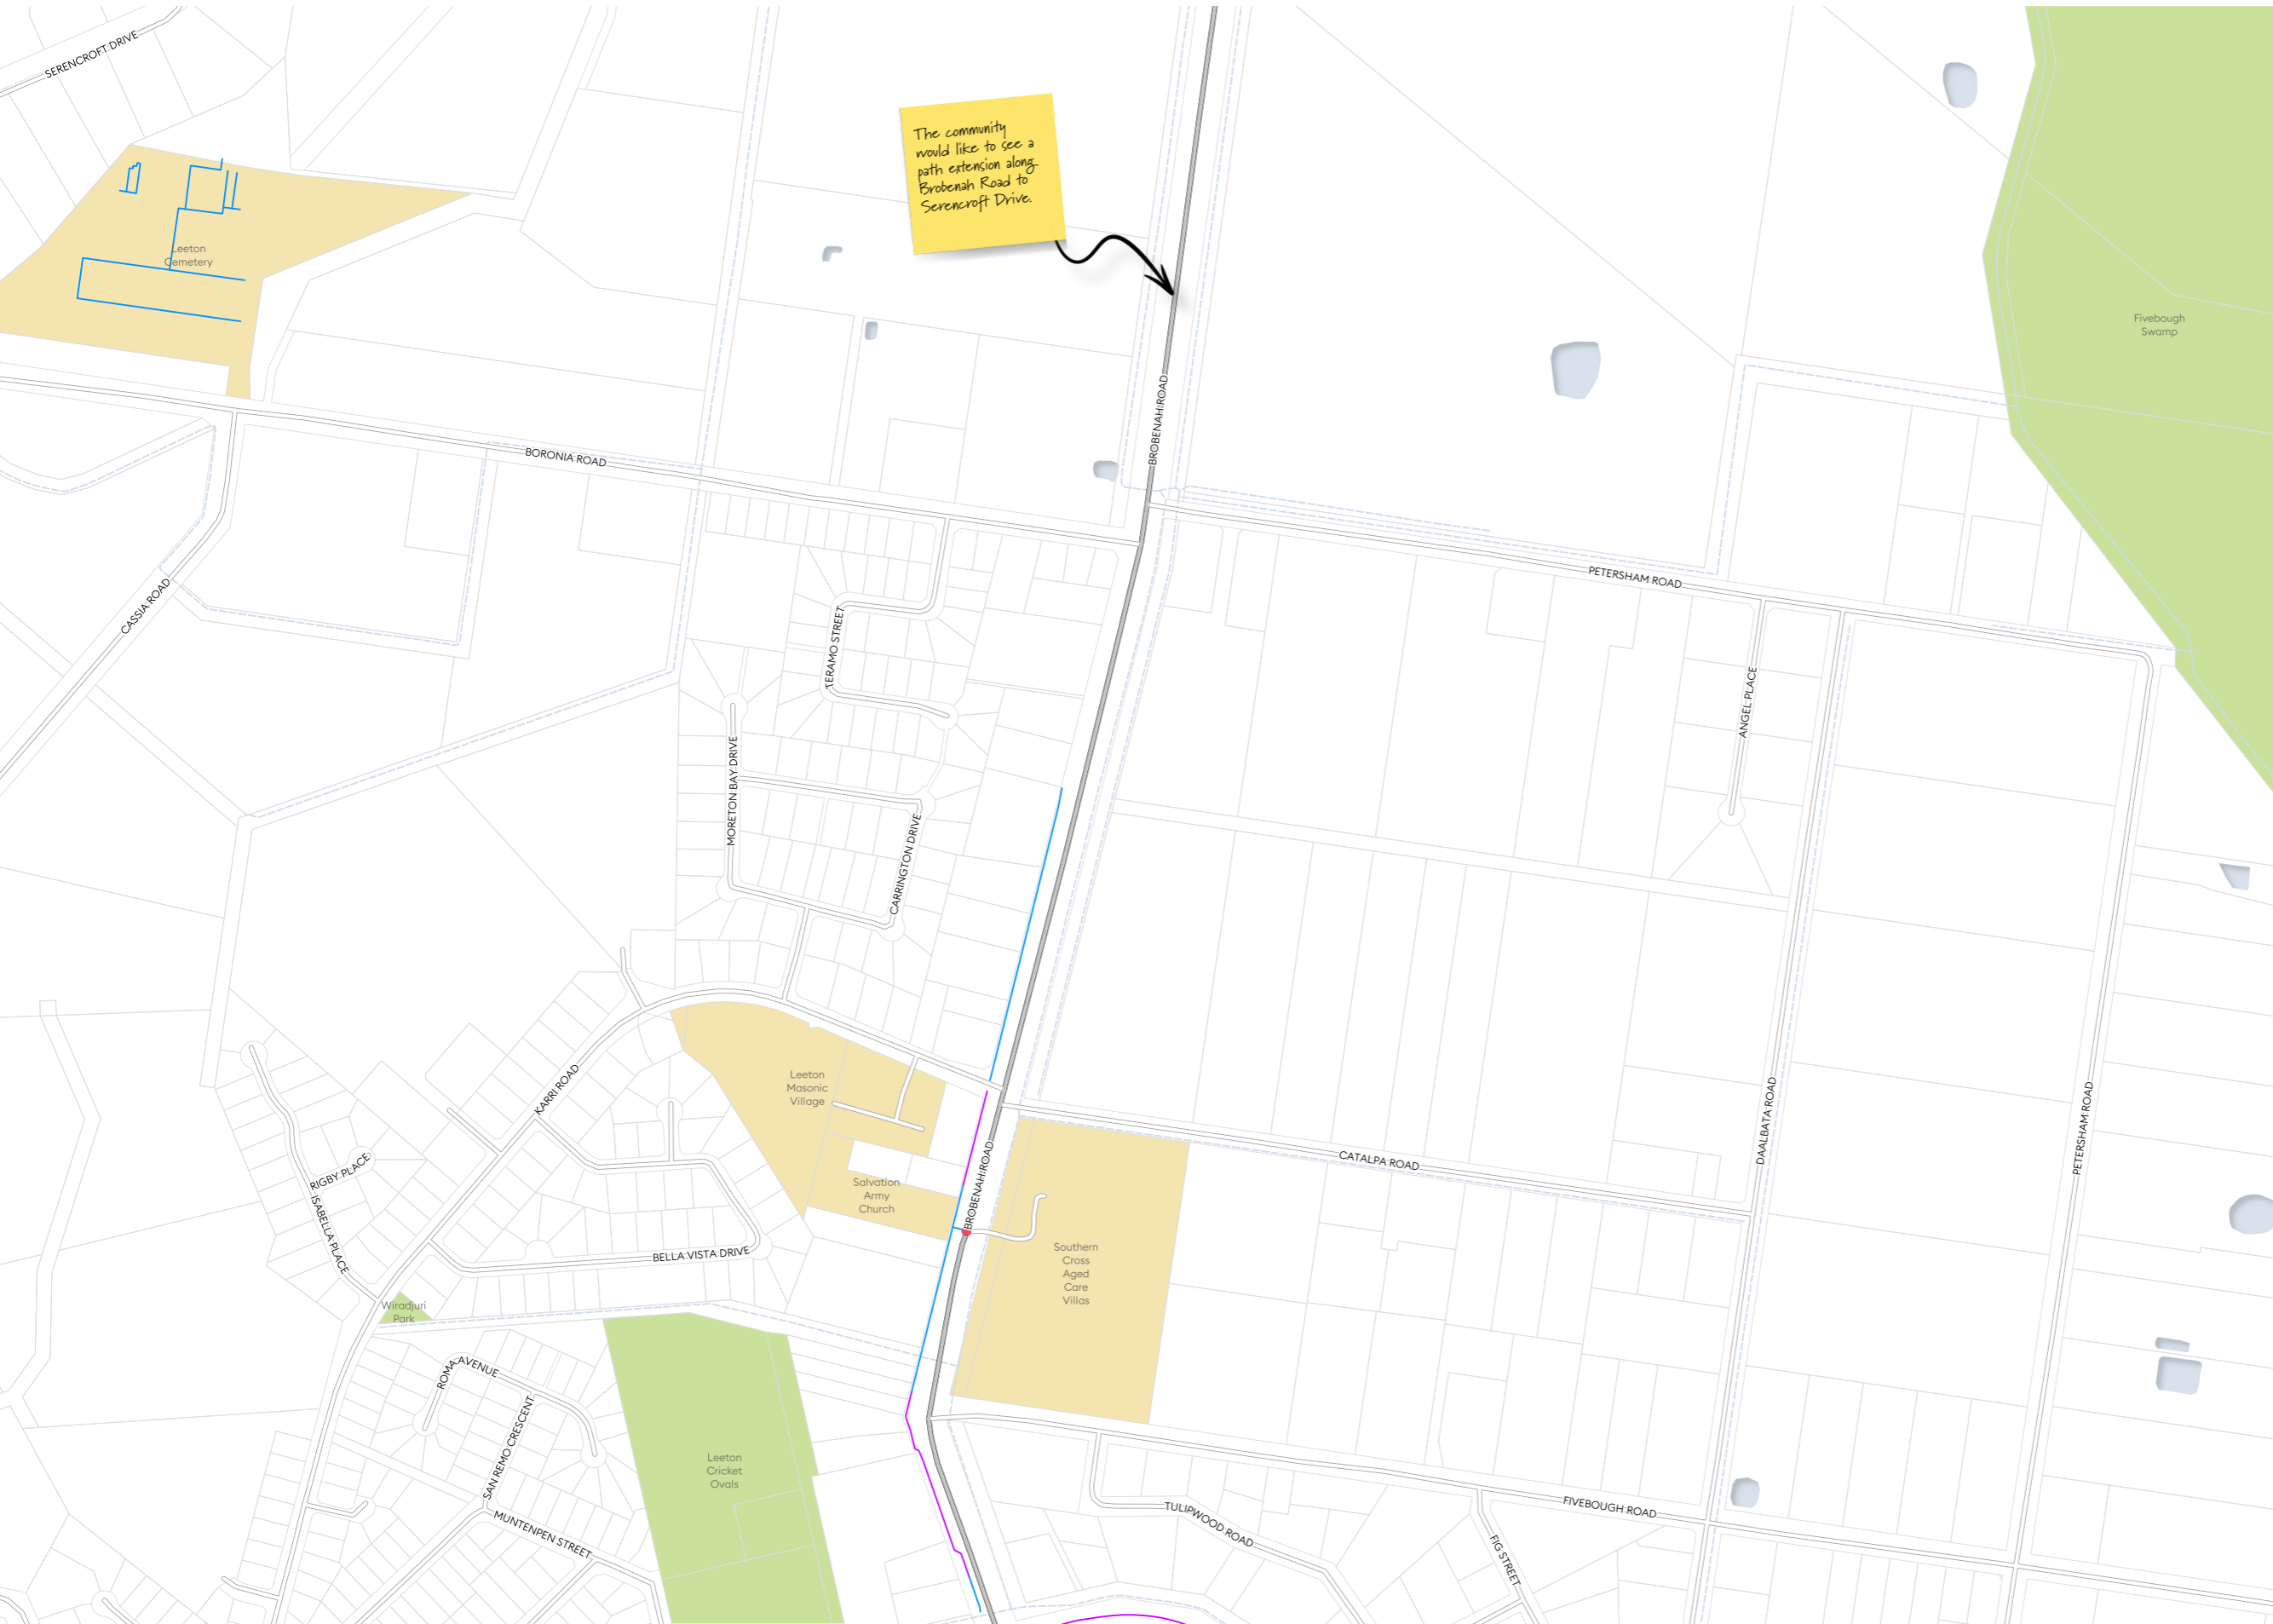 SERENCROFT DRIVE
The community
would like to see a
path extension along
Brobenah Road to
Serencroft Drive.
Leeton
Cemetery
Fivebough
Swamp
BROBENAH ROAD
BORONIA ROAD
PETERSHAM ROAD
CASSIA ROAD
TERAMO STREET
ANGEL PLACE
MORETON BAY DRIVE
CARRINGTON DRIVE
KARRI ROAD
Leeton
Masonic
Village
DAALBATA ROAD
PETERSHAM ROAD
CATALPA ROAD
RIGBY PLACE
ISABELLA PLACE
Salvation
Army
Church
BROBENAH ROAD
BELLA VISTA DRIVE
Southern
Cross
Aged
Care
Villas
Wiradjuri
Park
ROMA AVENUE
SAN REMO CRESCENT
Leeton
Cricket
Ovals
MUNTENPEN STREET
TULIPWOOD ROAD
FIVEBOUGH ROAD
FIG STREET